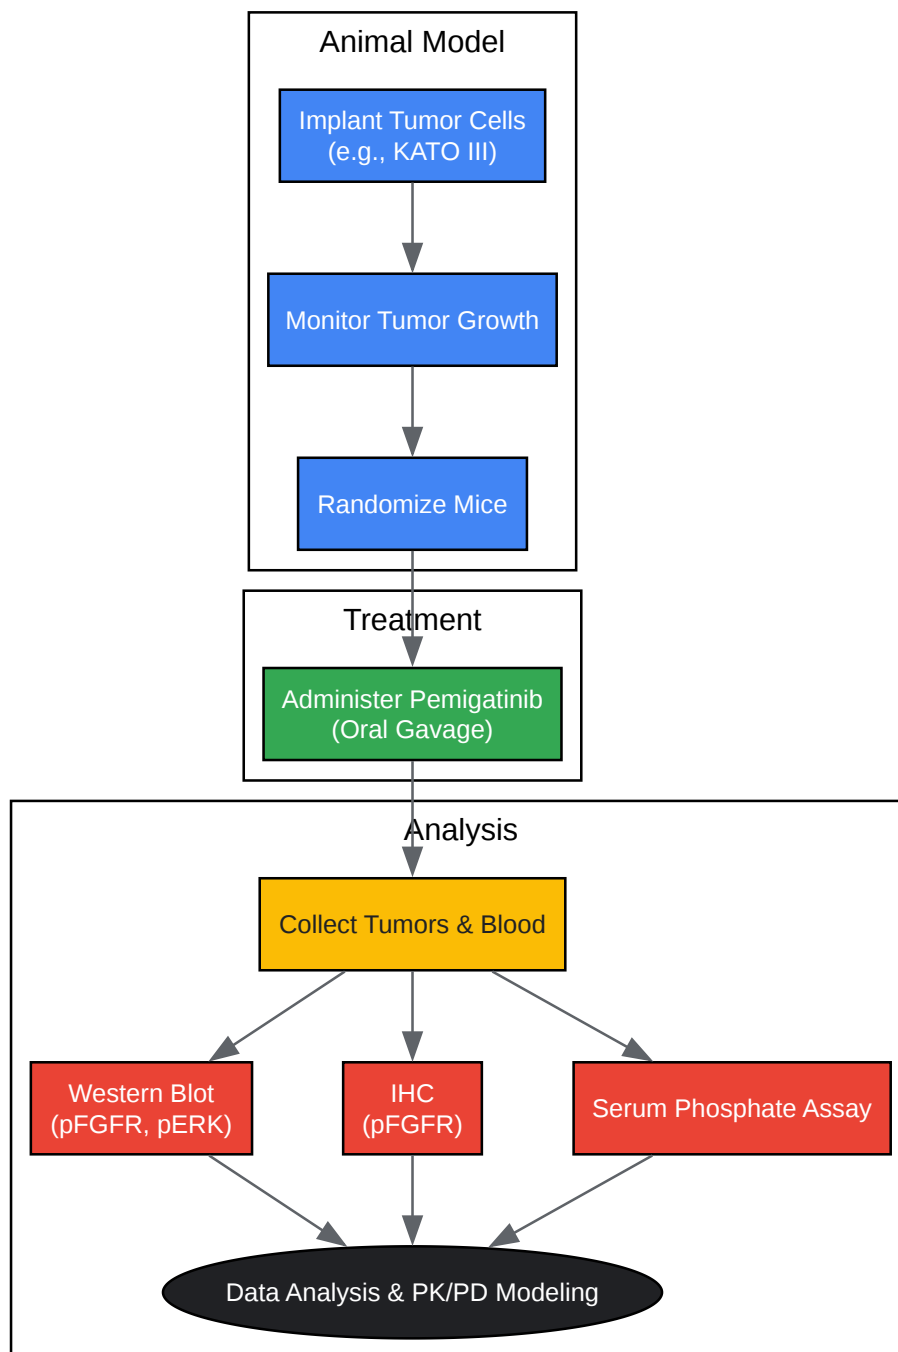 Animal Model
Implant Tumor Cells
(e.g., KATO III)
Monitor Tumor Growth
Randomize Mice
Treatment
Administer Pemigatinib
(Oral Gavage)
Analysis
Collect Tumors & Blood
Western Blot
(pFGFR, pERK)
IHC
(pFGFR)
Serum Phosphate Assay
Data Analysis & PK/PD Modeling